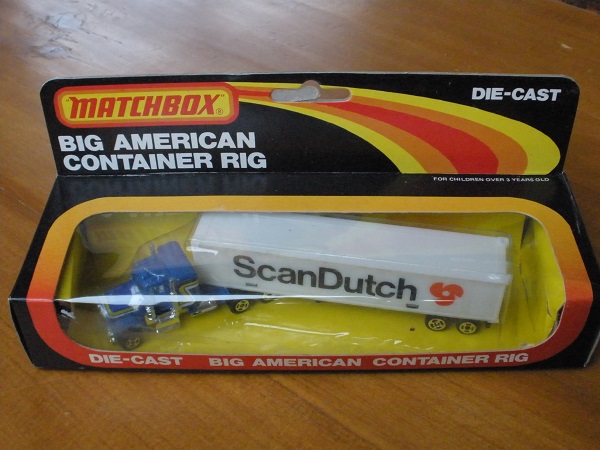 "MATCHBOX"®
DIE-CAST
BIG AMERICAN
CONTAINER RIG
FOR CHILDREN OVER 3 YEARS OLD
ScanDutch
DIE-CAST BIG AMERICAN CONTAINER RIG